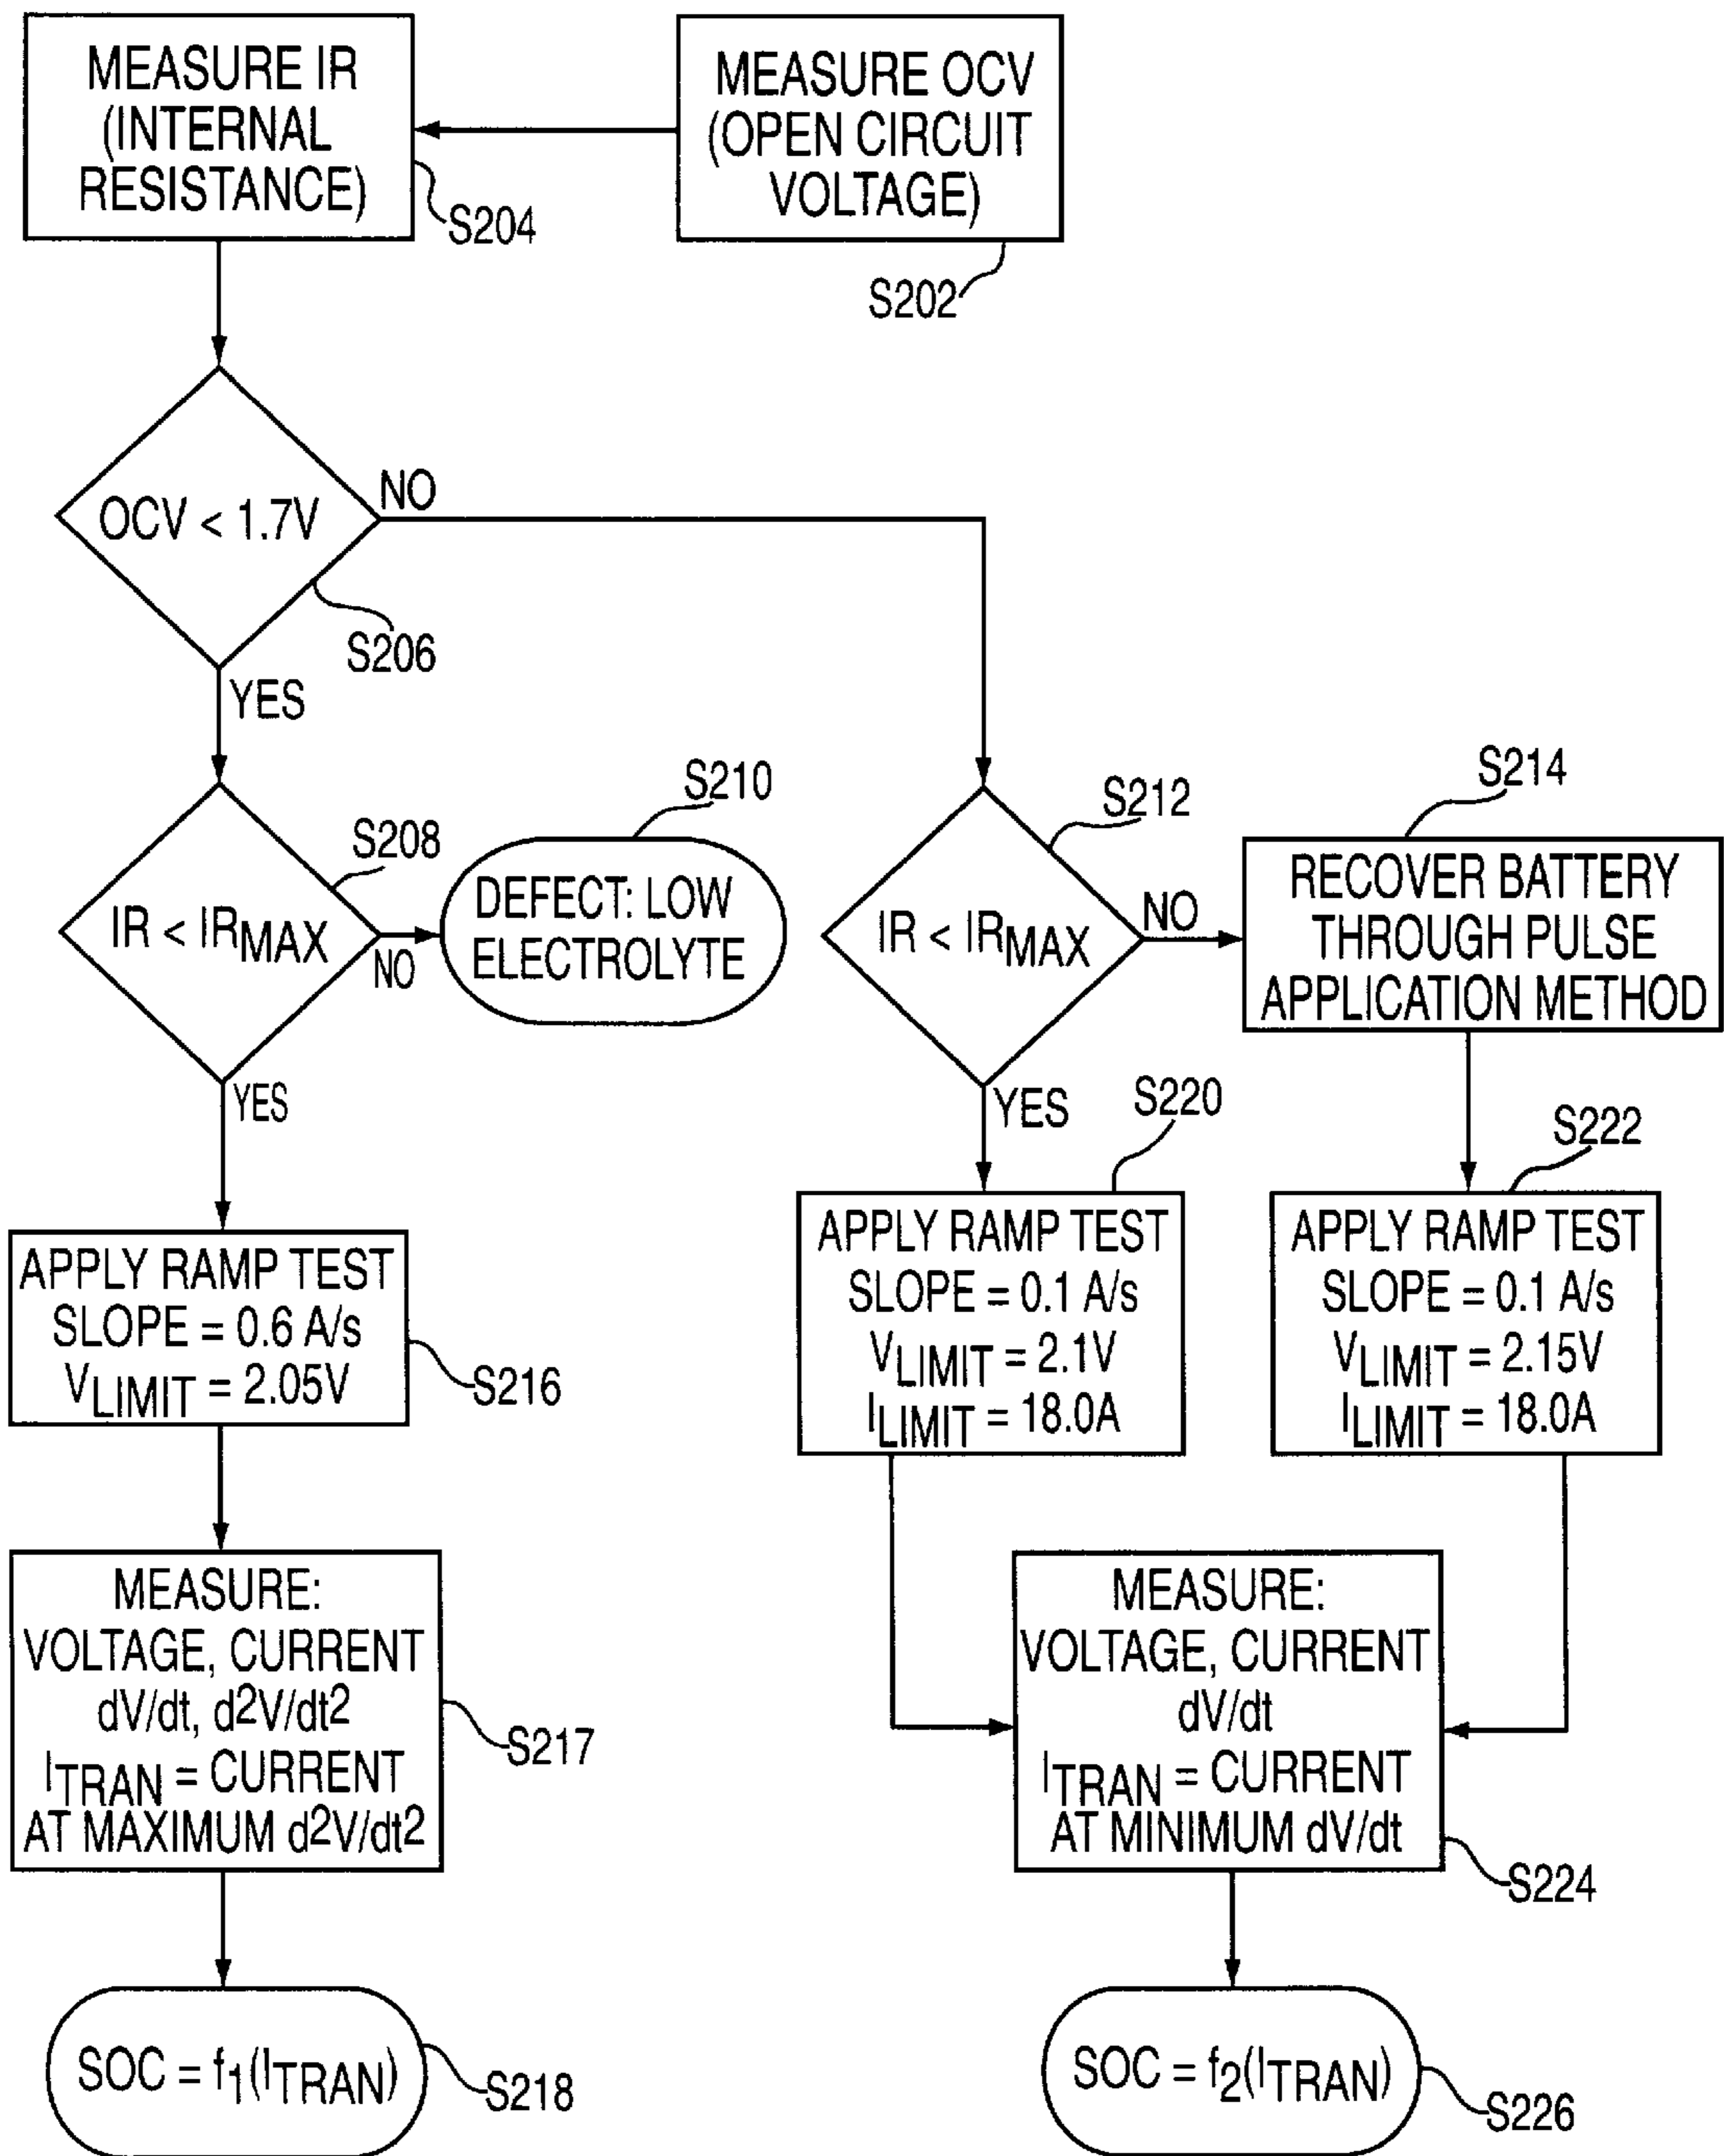 MEASURE IR
(INTERNAL
RESISTANCE)
S204
MEASURE OCV
(OPEN CIRCUIT
VOLTAGE)
S202
OCV < 1.7V
NO
S206
YES
IR < IRMAX
S208
NO
YES
S210
DEFECT: LOW
ELECTROLYTE
S212
IR < IRMAX
NO
YES
S214
RECOVER BATTERY
THROUGH PULSE
APPLICATION METHOD
APPLY RAMP TEST
SLOPE = 0.6 A/s
VLIMIT = 2.05V
S216
S220
APPLY RAMP TEST
SLOPE = 0.1 A/s
VLIMIT = 2.1V
ILIMIT = 18.0A
S222
APPLY RAMP TEST
SLOPE = 0.1 A/s
VLIMIT = 2.15V
ILIMIT = 18.0A
MEASURE:
VOLTAGE, CURRENT
dV/dt, d²V/dt²
ITRAN = CURRENT
AT MAXIMUM d²V/dt²
S217
MEASURE:
VOLTAGE, CURRENT
dV/dt
ITRAN = CURRENT
AT MINIMUM dV/dt
S224
SOC = f1(ITRAN)
S218
SOC = f2(ITRAN)
S226